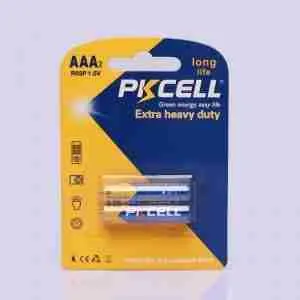 AAA2
long
life
R03P 1.5V
PKCELL
Green energy easy life
Extra heavy duty
PKCELL